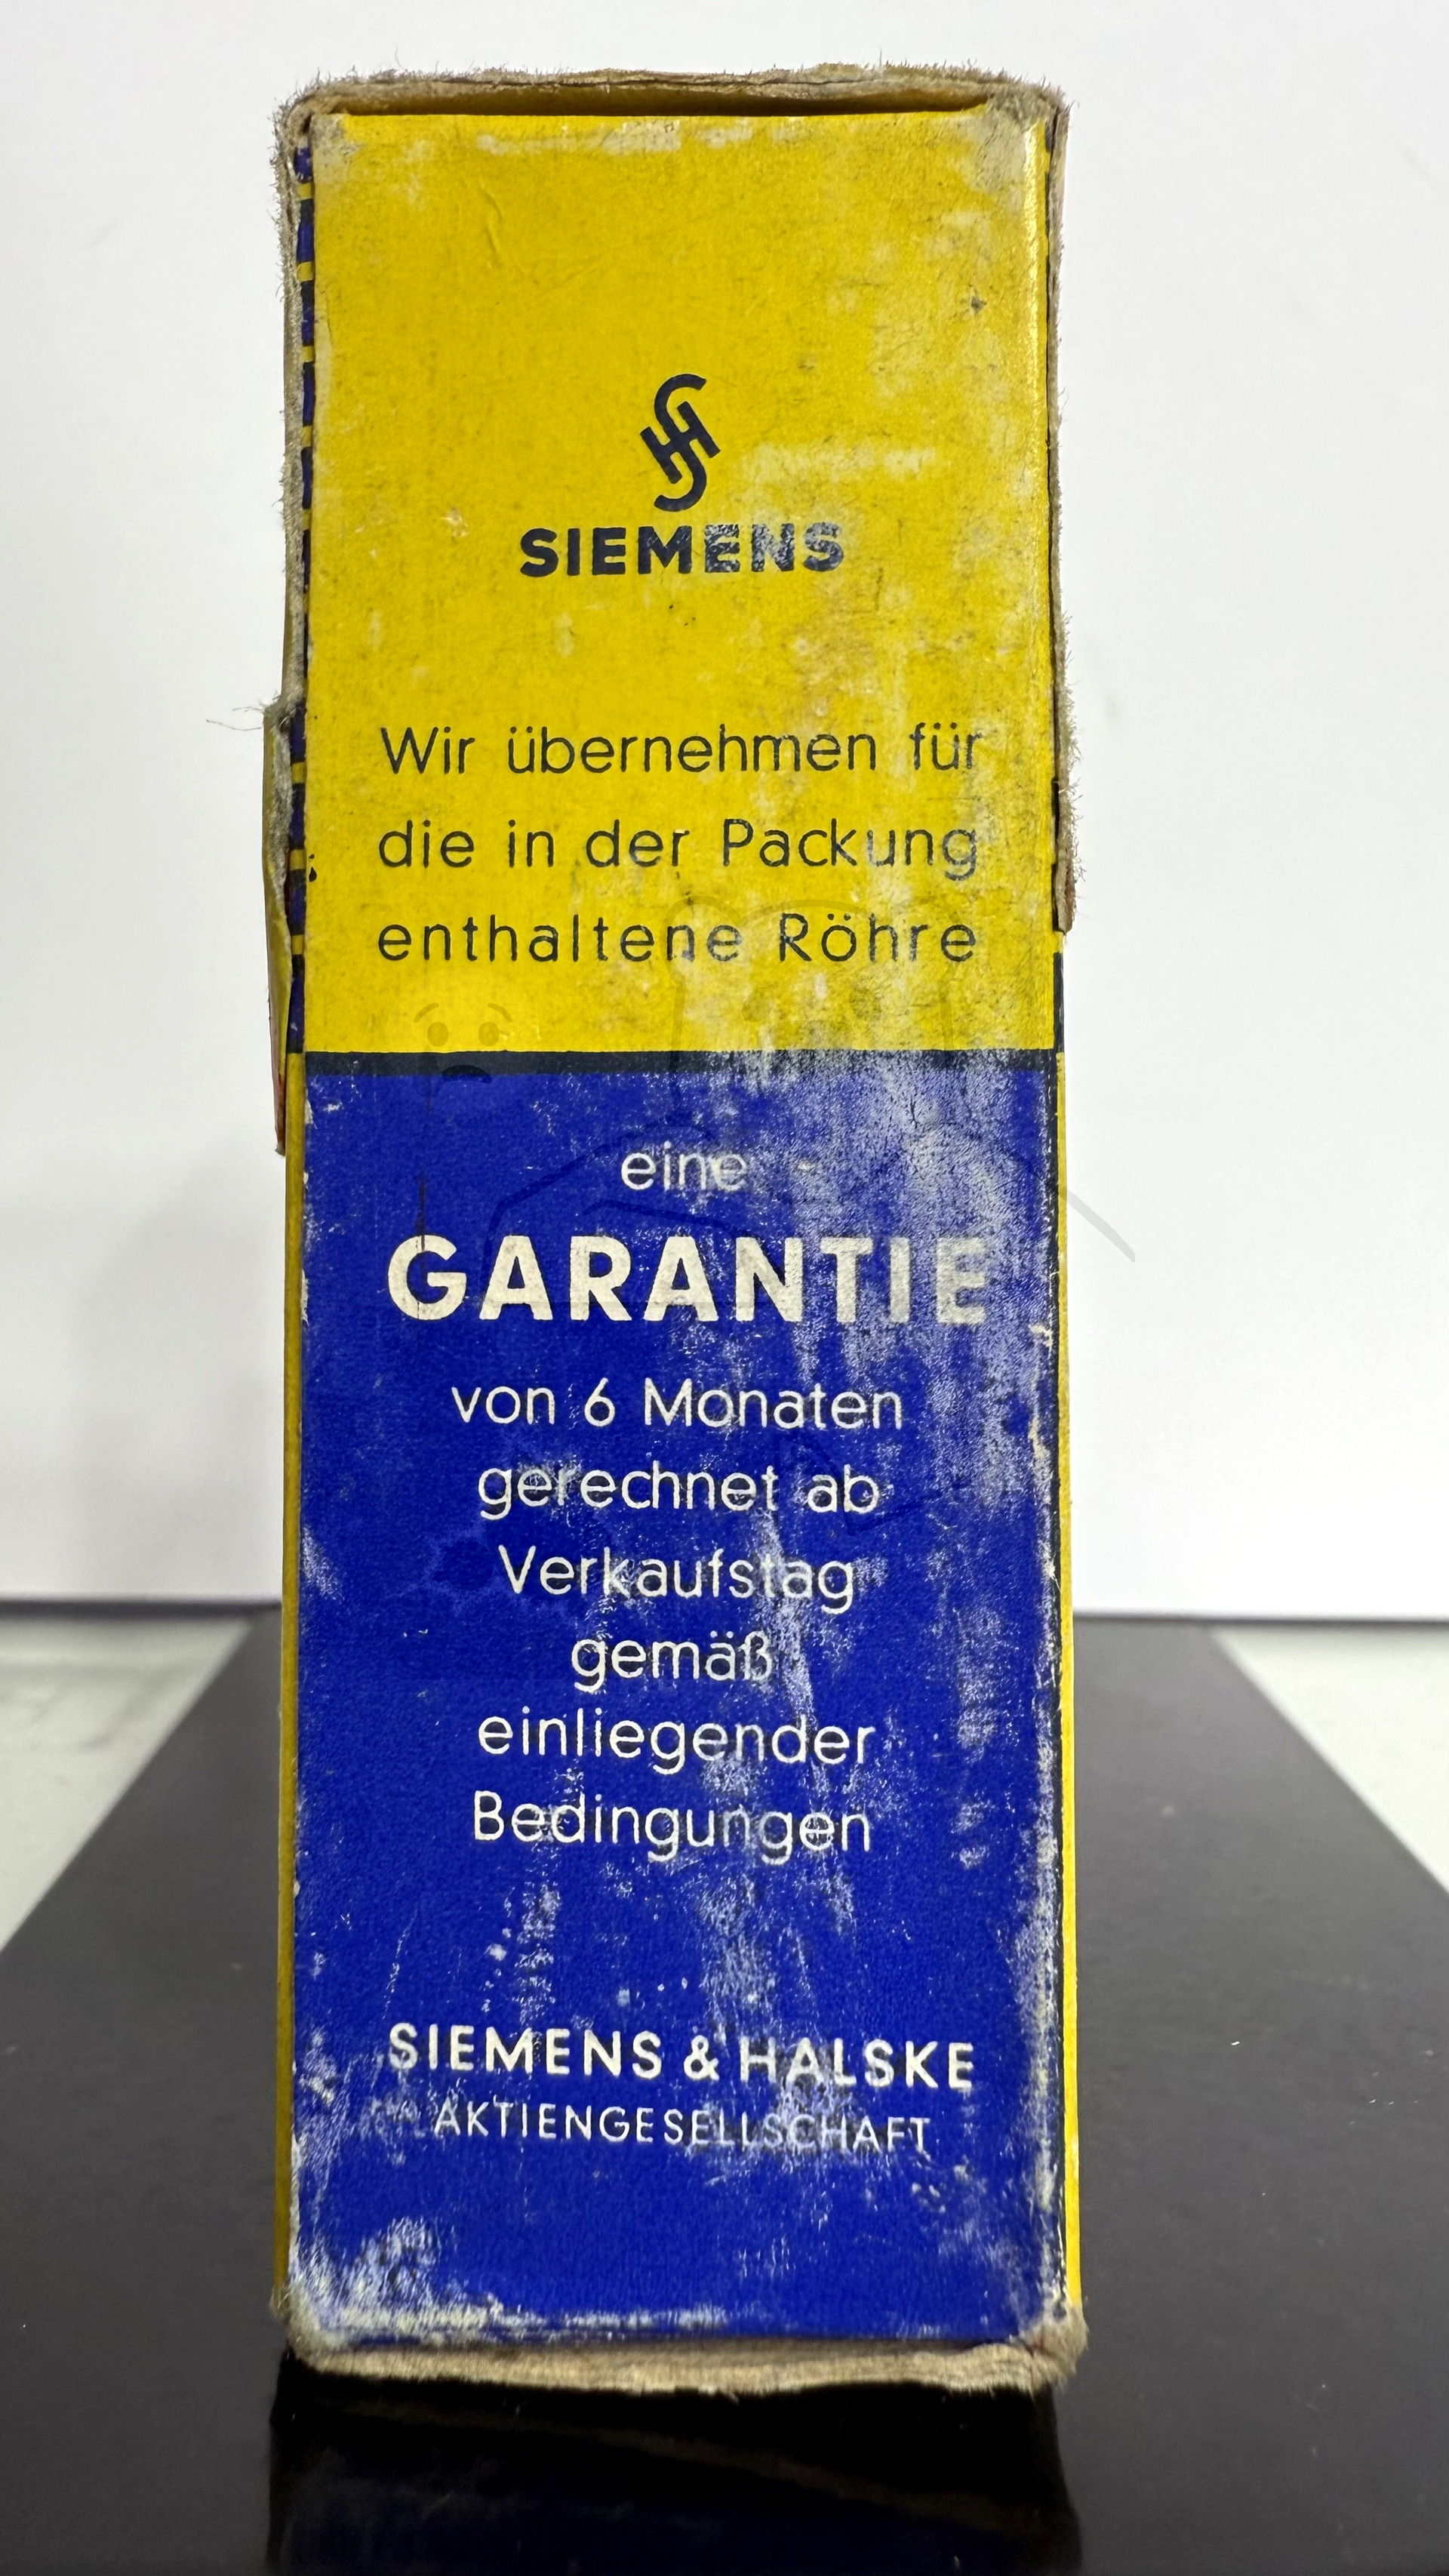 SIEMENS
Wir übernehmen für
die in der Packung
enthaltene Röhre
eine
GARANTIE
von 6 Monaten
gerechnet ab
Verkaufstag
gemäß
einliegender
Bedingungen
SIEMENS & HALSKE
AKTIENGESELLSCHAFT